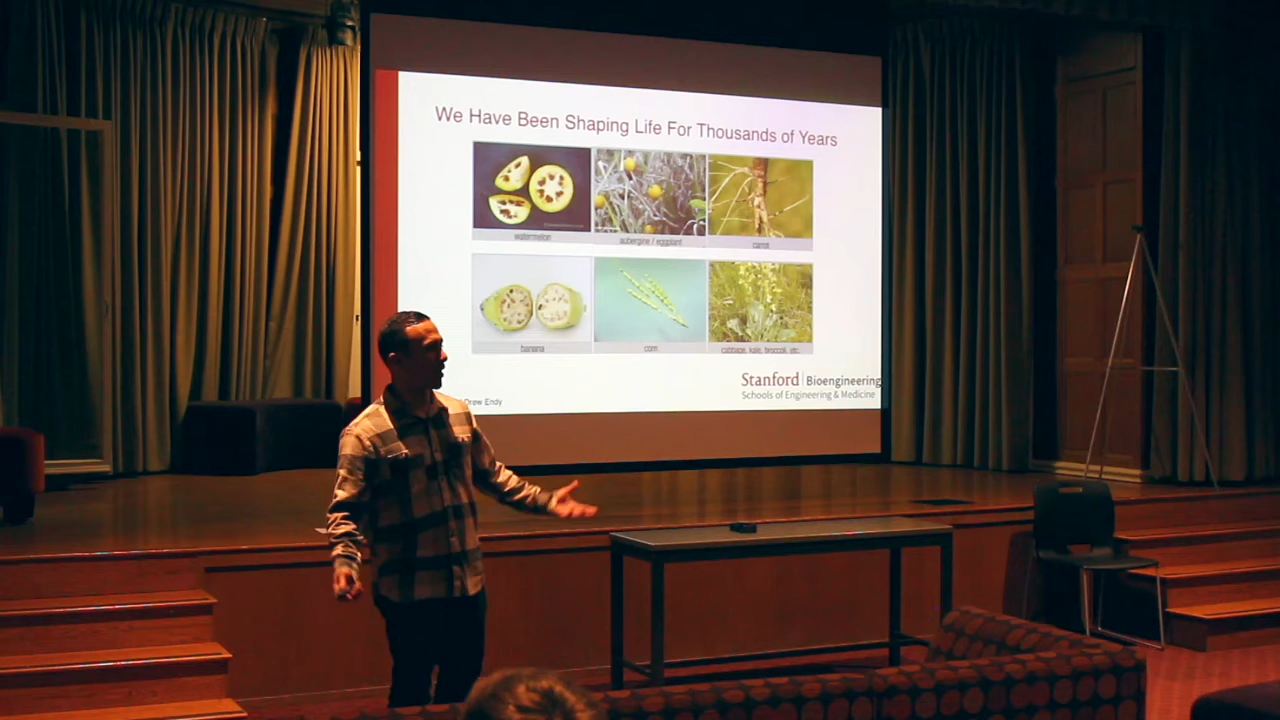 We Have Been Shaping Life For Thousands of Years
watermelon
aubergine / eggplant
carrot
banana
corn
cabbage, kale, broccoli, etc.
Drew Endy
Stanford | Bioengineering
Schools of Engineering & Medicine